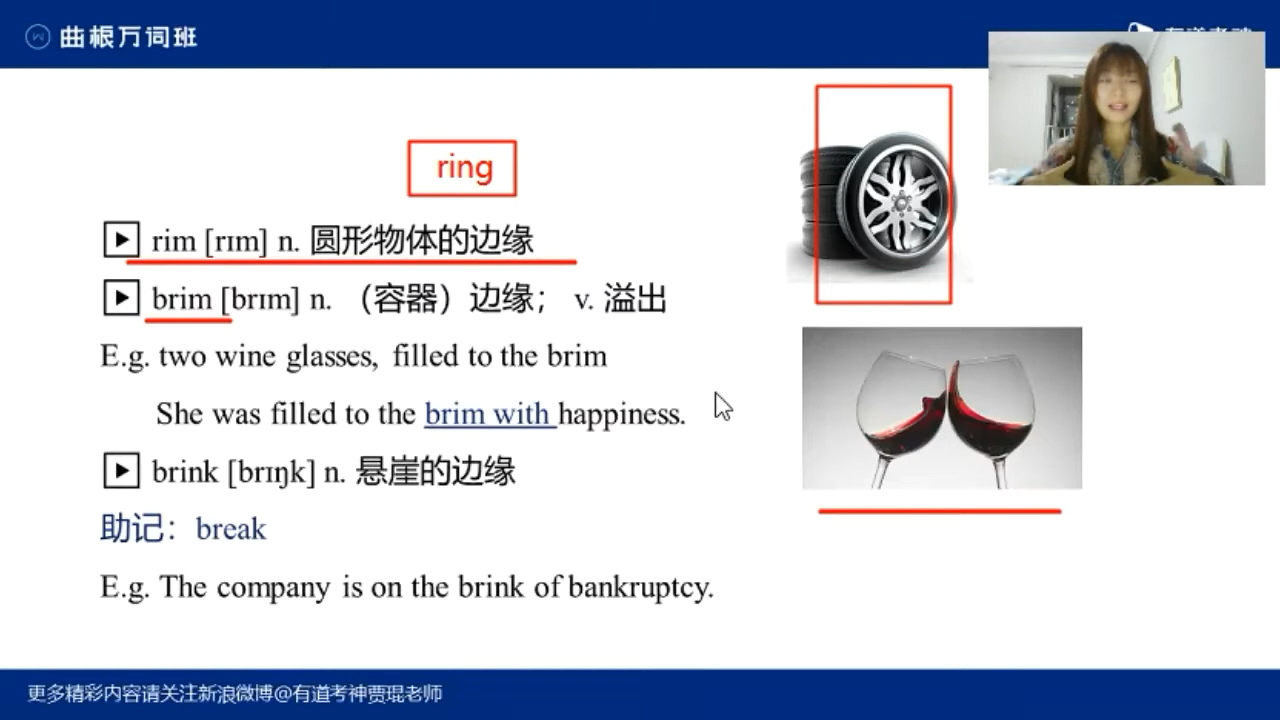 曲根万词班
有道考神
ring
rim [rɪm] n. 圆形物体的边缘
brim [brɪm] n. （容器）边缘； v. 溢出
E.g. two wine glasses, filled to the brim
She was filled to the brim with happiness.
brink [brɪŋk] n. 悬崖的边缘
助记：break
E.g. The company is on the brink of bankruptcy.
更多精彩内容请关注新浪微博@有道考神贾琨老师